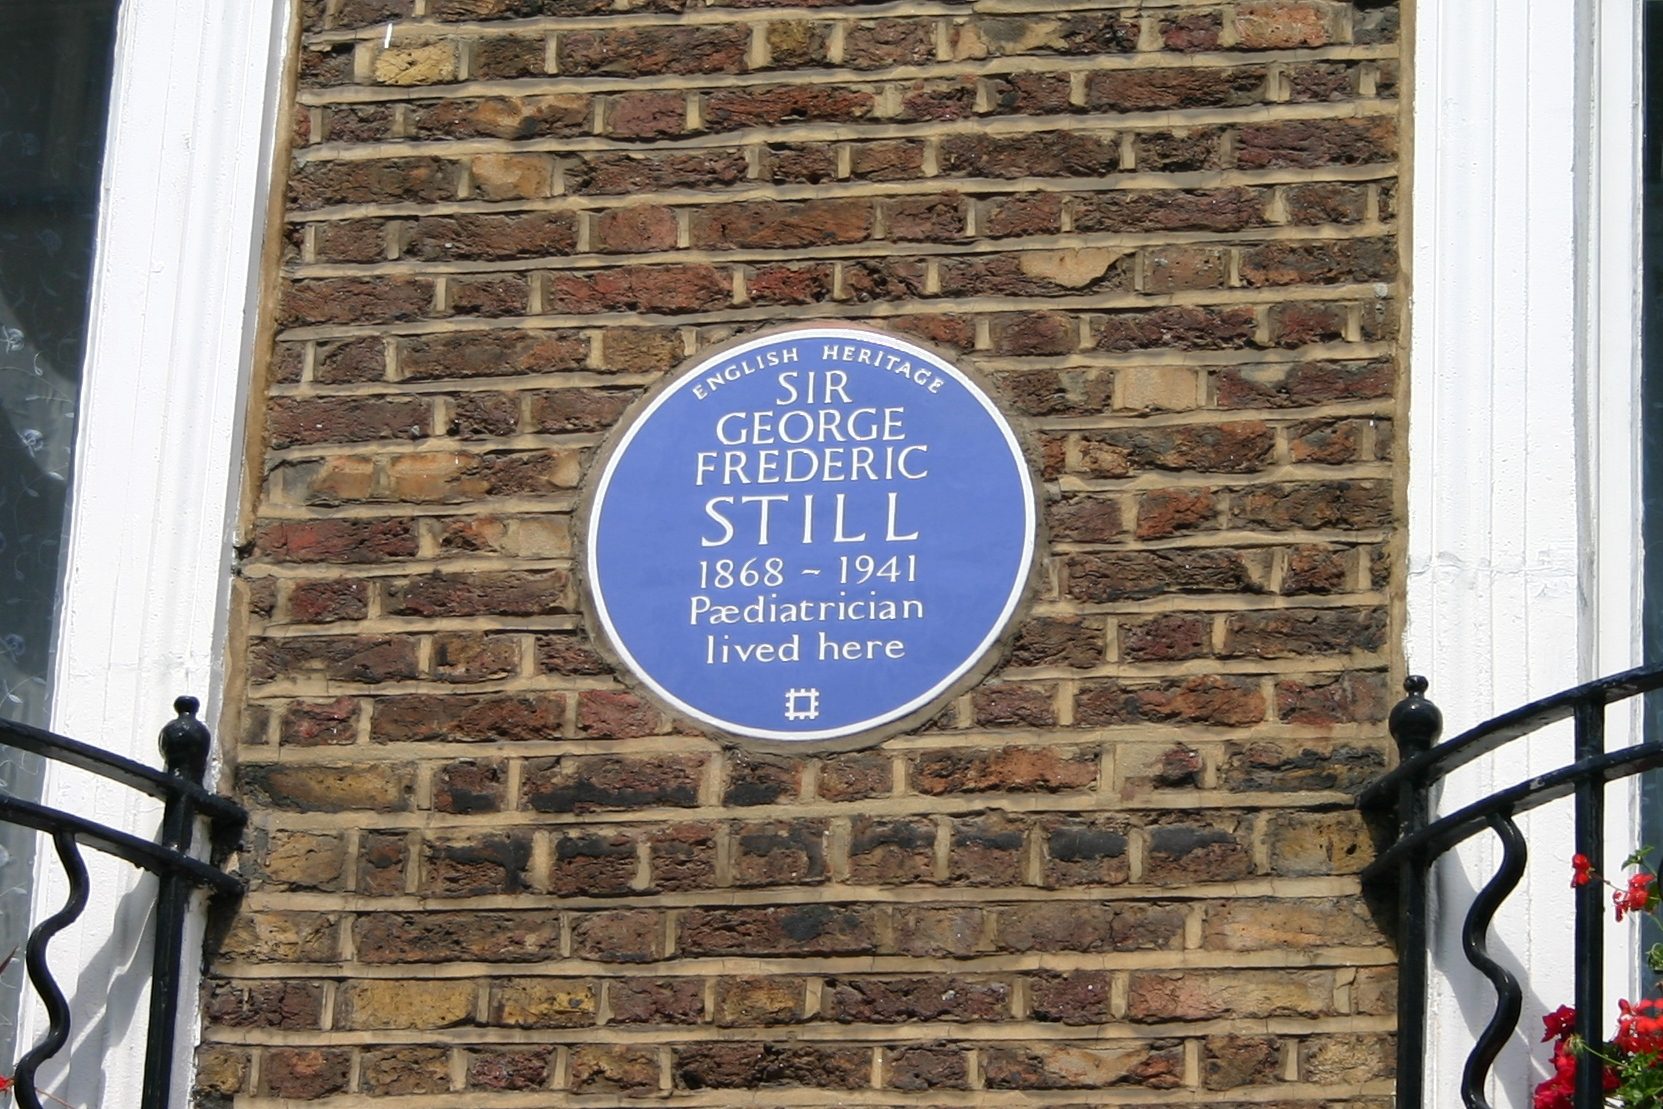 ENGLISH HERITAGE
SIR
GEORGE
FREDERIC
STILL
1868 ~ 1941
Pædiatrician
lived here